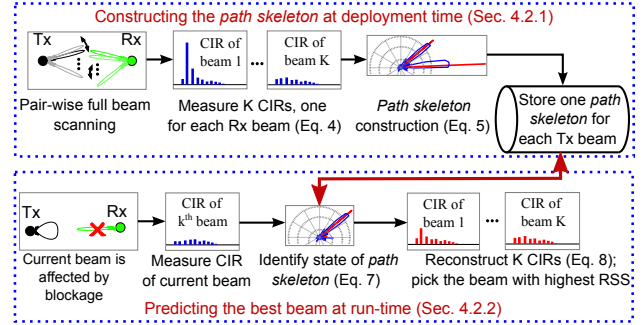 Constructing the path skeleton at deployment time (Sec. 4.2.1)
Tx
Rx
Pair-wise full beam
scanning
CIR of
beam 1
...
CIR of
beam K
Measure K CIRs, one
for each Rx beam (Eq. 4)
Path skeleton
construction (Eq. 5)
Store one path
skeleton for
each Tx beam
Tx
Rx
Current beam is
affected by
blockage
CIR of
kth beam
Measure CIR
of current beam
Identify state of path
skeleton (Eq. 7)
CIR of
beam 1
...
CIR of
beam K
Reconstruct K CIRs (Eq. 8);
pick the beam with highest RSS
Predicting the best beam at run-time (Sec. 4.2.2)